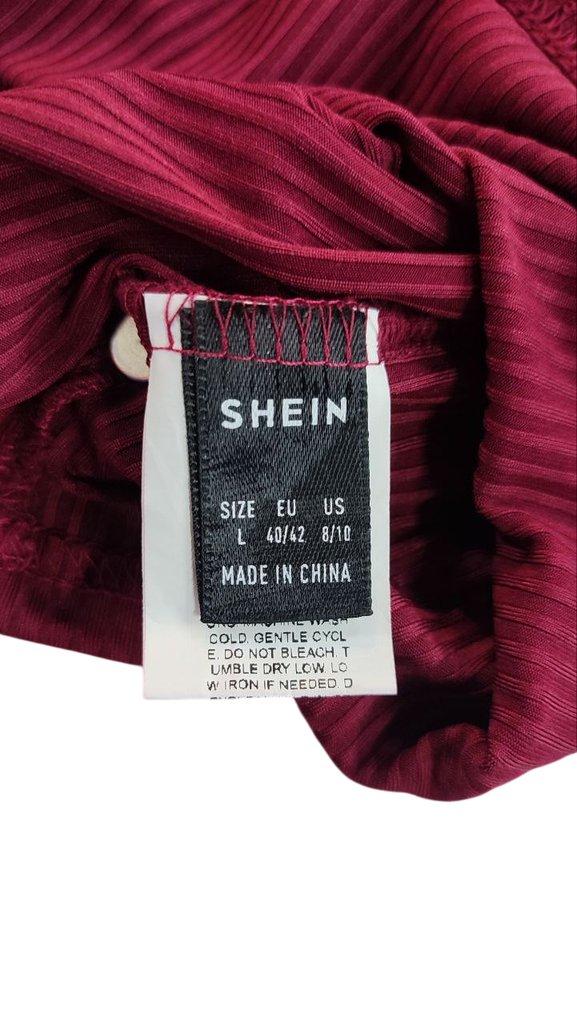 SHEIN
SIZE EU US
L 40/42 8/10
MADE IN CHINA
COLD. GENTLE CYCL
E. DO NOT BLEACH. T
UMBLE DRY LOW. LO
W IRON IF NEEDED. D